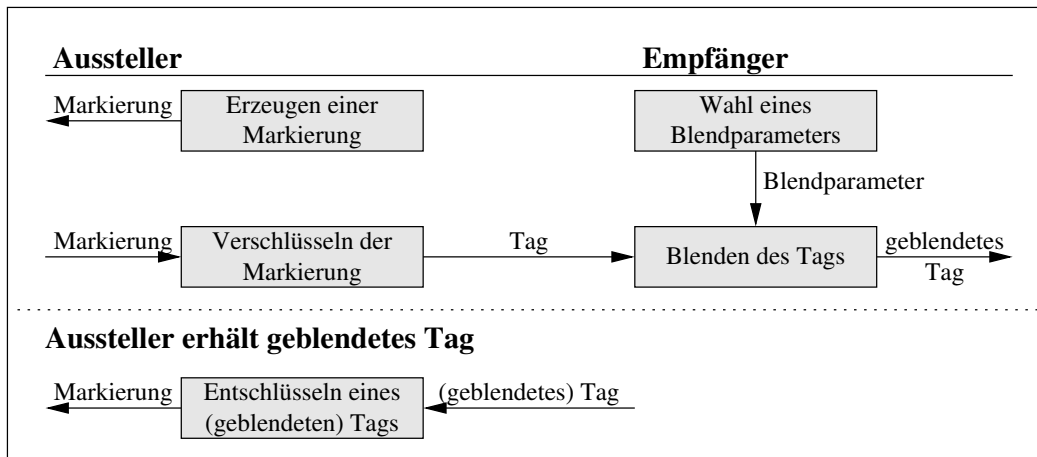 Aussteller
Empfänger
Markierung
Erzeugen einer
Markierung
Wahl eines
Blendparameters
Blendparameter
Markierung
Verschlüsseln der
Markierung
Tag
Blenden des Tags
geblendetes
Tag
Aussteller erhält geblendetes Tag
Markierung
Entschlüsseln eines
(geblendeten) Tags
(geblendetes) Tag